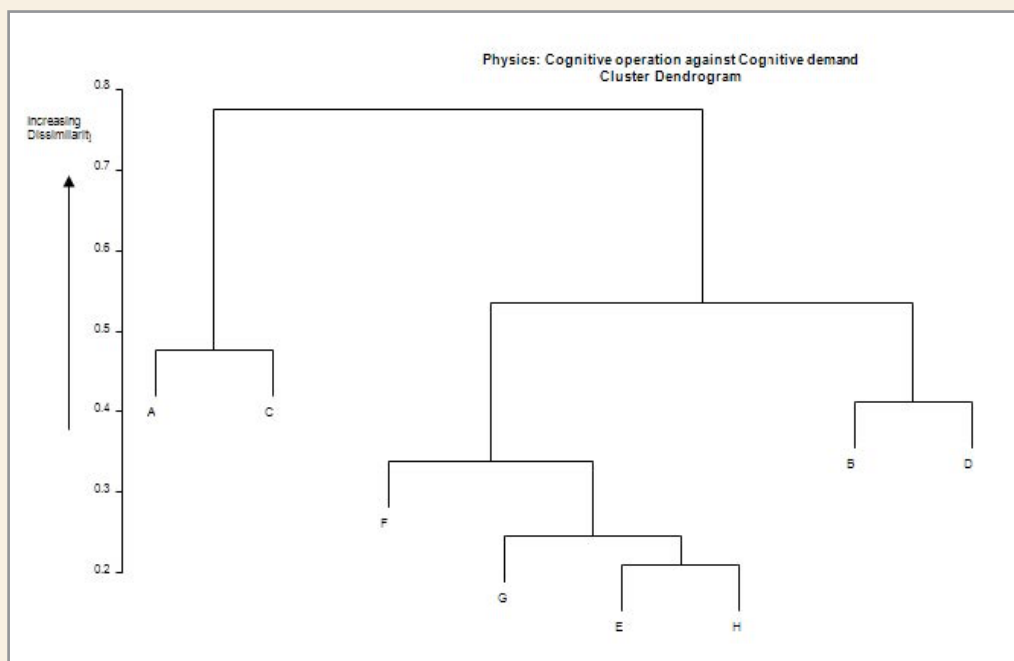 Physics: Cognitive operation against Cognitive demand
Cluster Dendrogram
0.8
Increasing
Dissimilarity
0.7
0.6
0.5
0.4
0.3
0.2
A
C
B
D
F
G
E
H